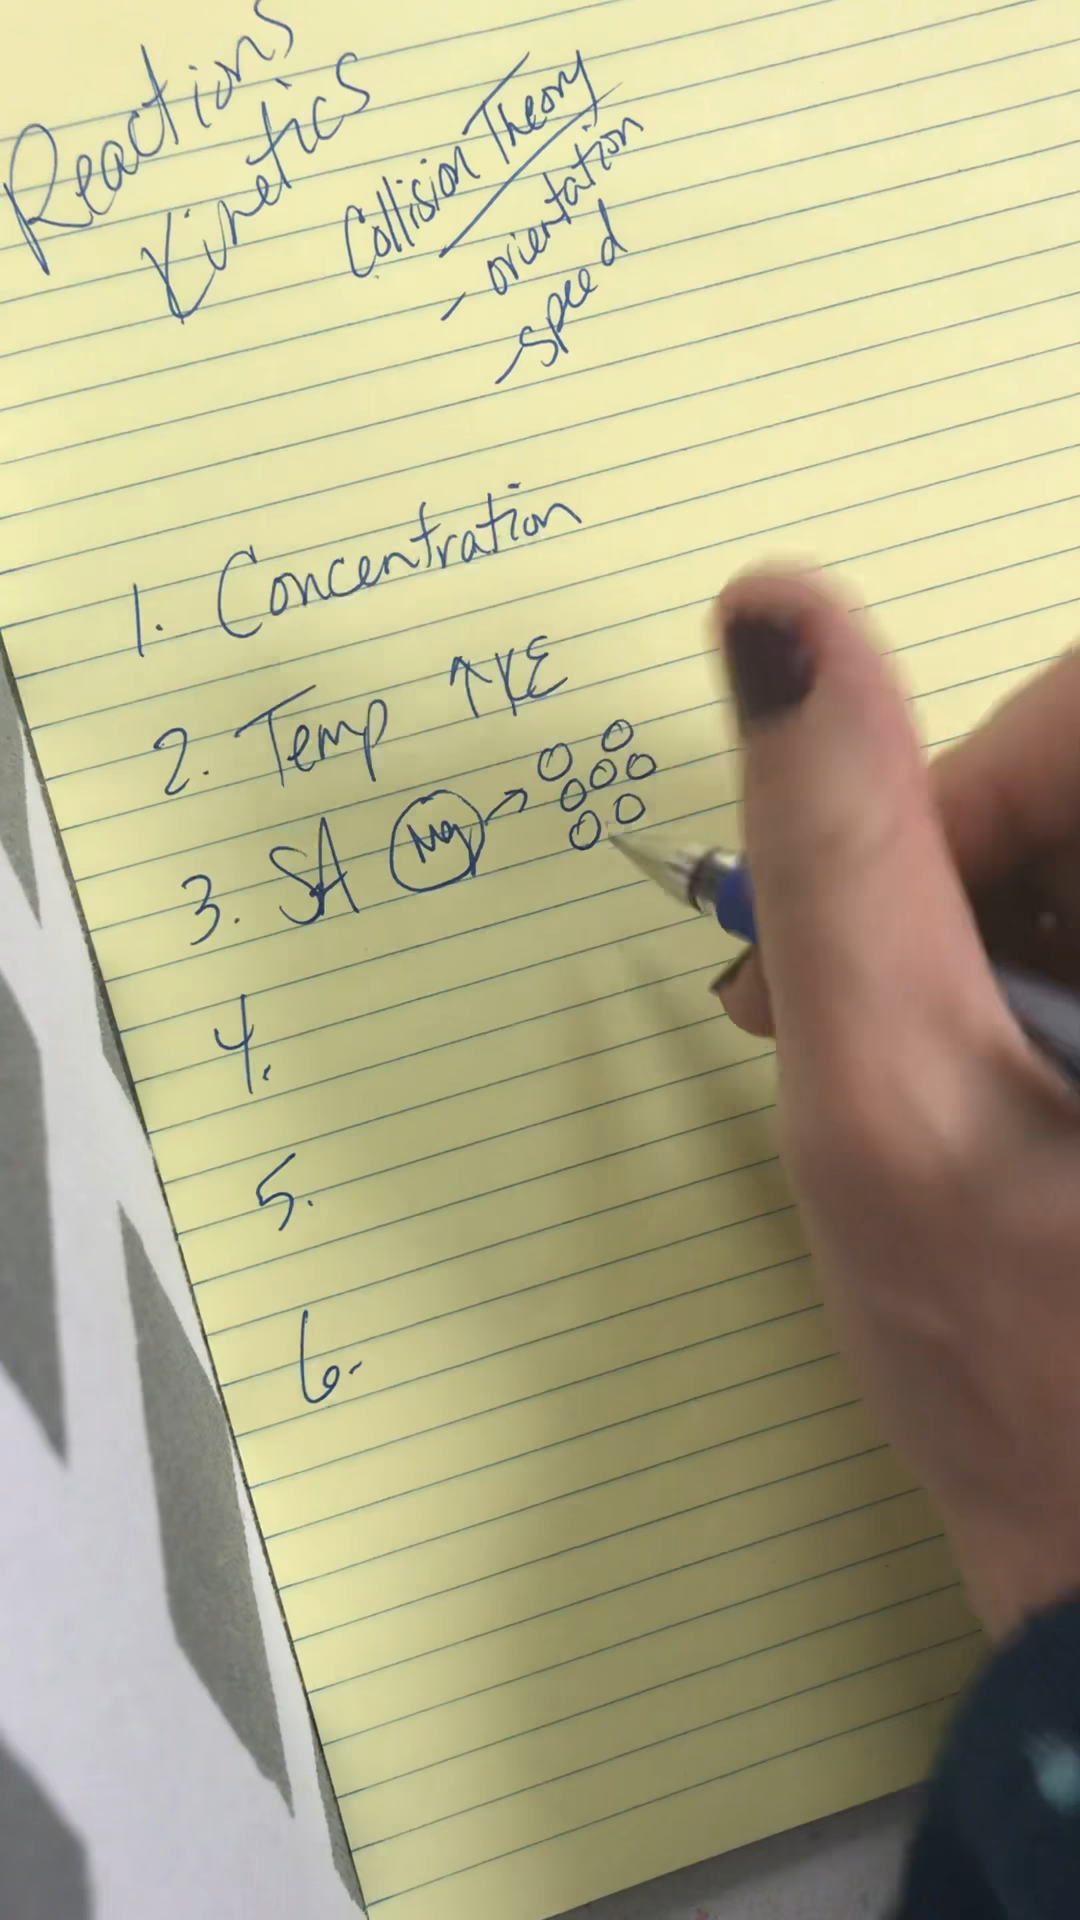 Reactions
Kinetics
Collision Theory
- orientation
- speed
1. Concentration
2. Temp ↑KE
3. SA Mg →
4.
5.
6.